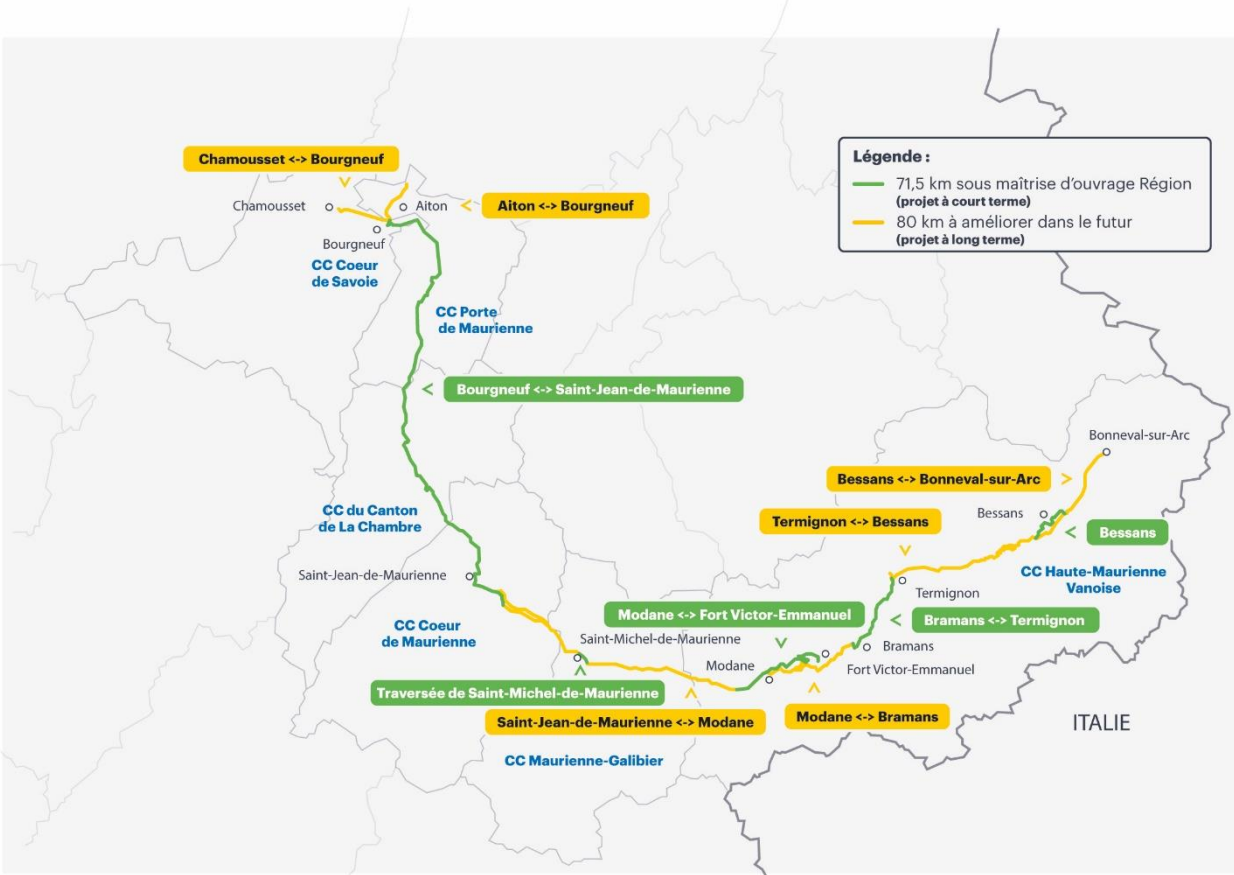 Légende :
71,5 km sous maîtrise d'ouvrage Région
(projet à court terme)
80 km à améliorer dans le futur
(projet à long terme)
Chamousset <-> Bourgneuf
Chamousset
Aiton
Aiton <-> Bourgneuf
Bourgneuf
CC Coeur
de Savoie
CC Porte
de Maurienne
Bourgneuf <-> Saint-Jean-de-Maurienne
Bonneval-sur-Arc
Bessans <-> Bonneval-sur-Arc
CC du Canton
de La Chambre
Termignon <-> Bessans
Bessans
Bessans
Saint-Jean-de-Maurienne
CC Haute-Maurienne
Vanoise
Termignon
Modane <-> Fort Victor-Emmanuel
Bramans <-> Termignon
CC Coeur
de Maurienne
Saint-Michel-de-Maurienne
Bramans
Modane
Fort Victor-Emmanuel
Traversée de Saint-Michel-de-Maurienne
Saint-Jean-de-Maurienne <-> Modane
Modane <-> Bramans
ITALIE
CC Maurienne-Galibier